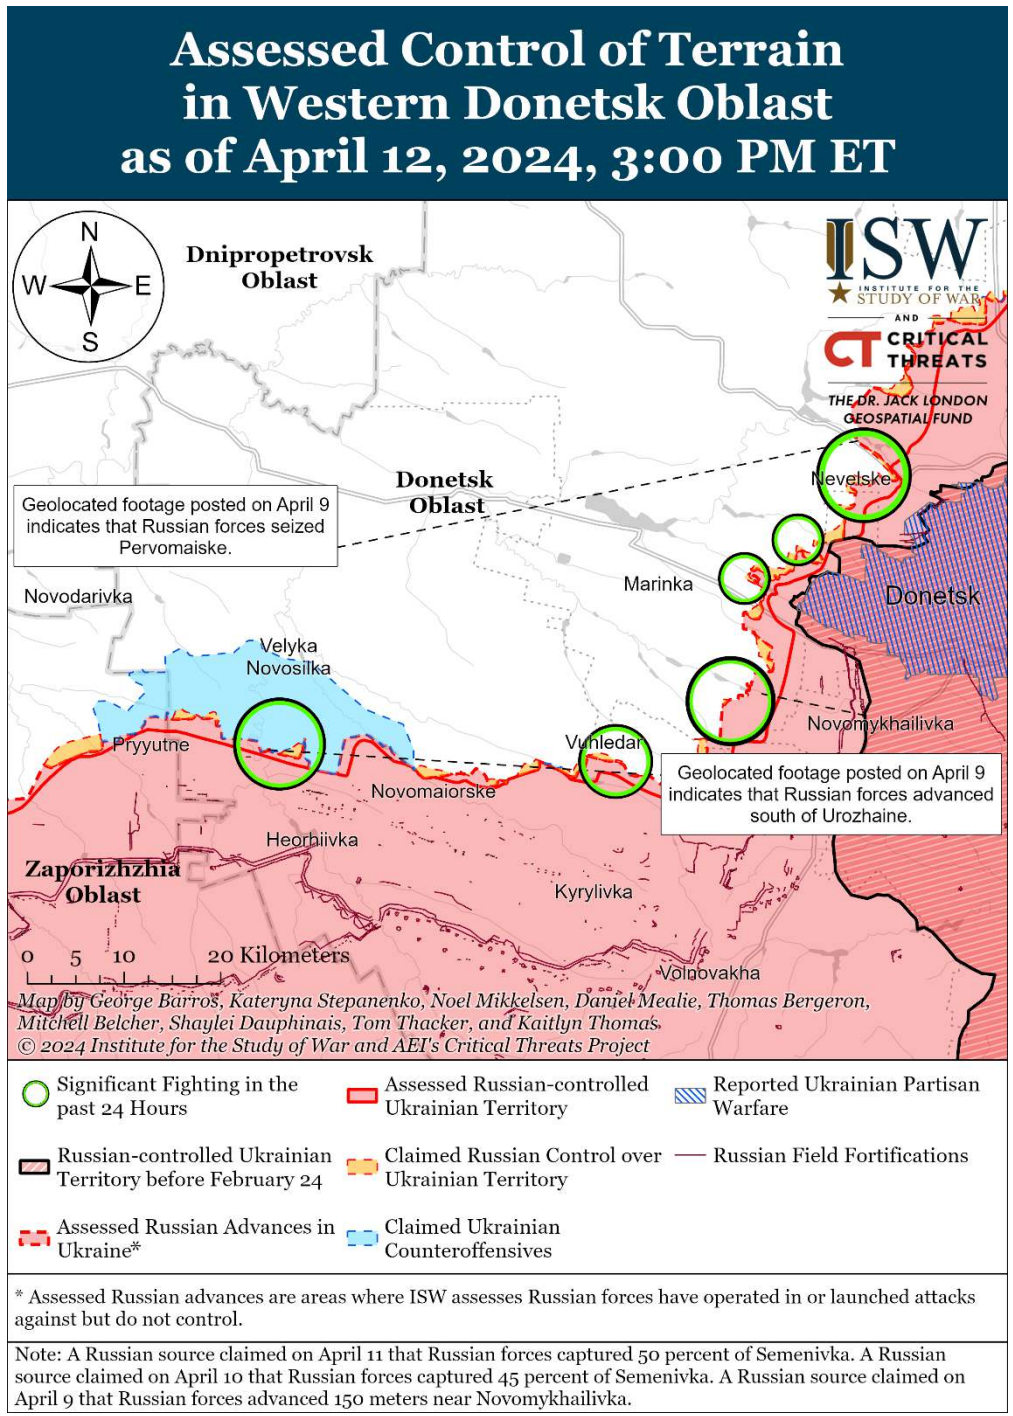 Assessed Control of Terrain
in Western Donetsk Oblast
as of April 12, 2024, 3:00 PM ET
N
W
E
S
Dnipropetrovsk
Oblast
ISW
INSTITUTE FOR THE
STUDY OF WAR
AND
CT CRITICAL
THREATS
THE DR. JACK LONDON
GEOSPATIAL FUND
Donetsk
Oblast
Nevelske
Geolocated footage posted on April 9
indicates that Russian forces seized
Pervomaiske.
Marinka
Donetsk
Novodarivka
Velyka
Novosilka
Novomykhailivka
Pryyutne
Vuhledar
Geolocated footage posted on April 9
indicates that Russian forces advanced
south of Urozhaine.
Novomaiorske
Heorhiivka
Zaporizhzhia
Oblast
Kyrylivka
0 5 10 20 Kilometers
Volnovakha
Map by George Barros, Kateryna Stepanenko, Noel Mikkelsen, Daniel Mealie, Thomas Bergeron,
Mitchell Belcher, Shaylei Dauphinais, Tom Thacker, and Kaitlyn Thomas
© 2024 Institute for the Study of War and AEI's Critical Threats Project
Significant Fighting in the
past 24 Hours
Assessed Russian-controlled
Ukrainian Territory
Reported Ukrainian Partisan
Warfare
Russian-controlled Ukrainian
Territory before February 24
Claimed Russian Control over
Ukrainian Territory
Russian Field Fortifications
Assessed Russian Advances in
Ukraine*
Claimed Ukrainian
Counteroffensives
* Assessed Russian advances are areas where ISW assesses Russian forces have operated in or launched attacks
against but do not control.
Note: A Russian source claimed on April 11 that Russian forces captured 50 percent of Semenivka. A Russian
source claimed on April 10 that Russian forces captured 45 percent of Semenivka. A Russian source claimed on
April 9 that Russian forces advanced 150 meters near Novomykhailivka.